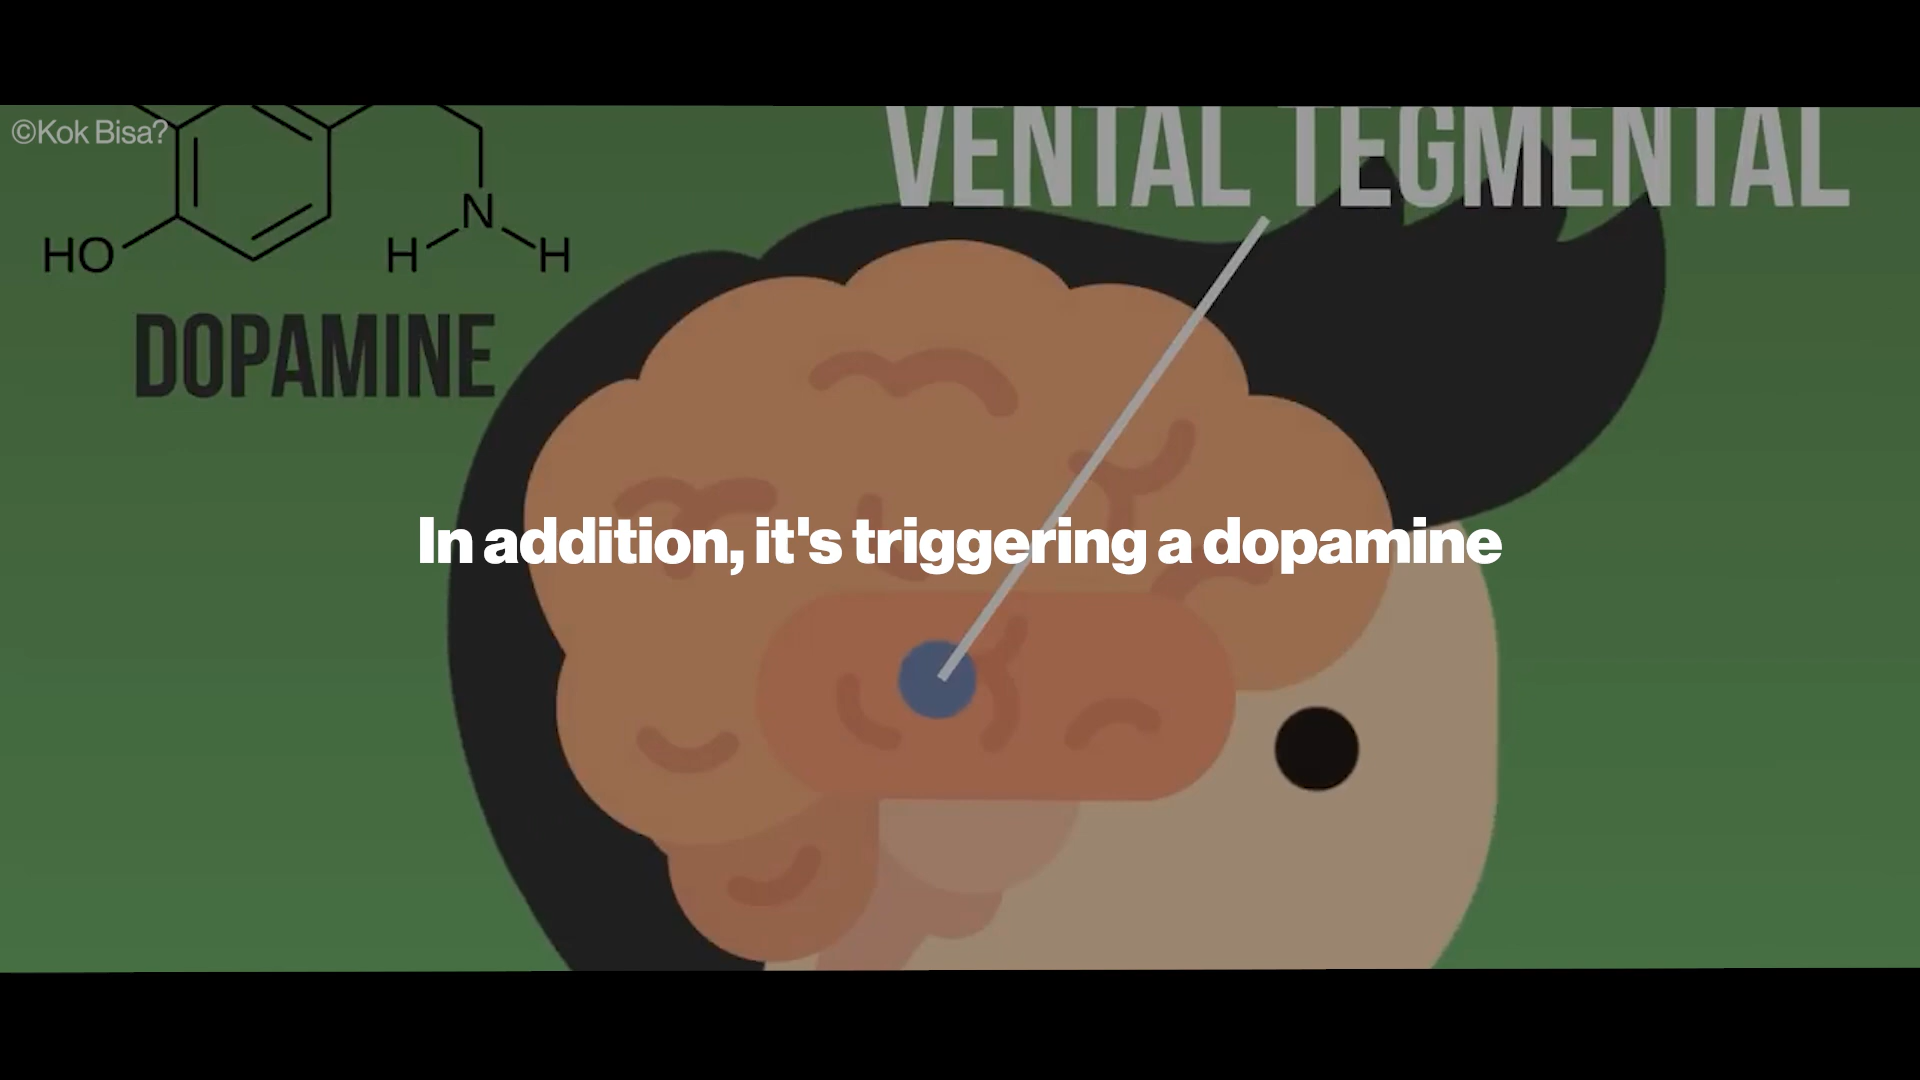 ©Kok Bisa?
VENTAL TEGMENTAL
HO
H
N
H
DOPAMINE
In addition, it's triggering a dopamine